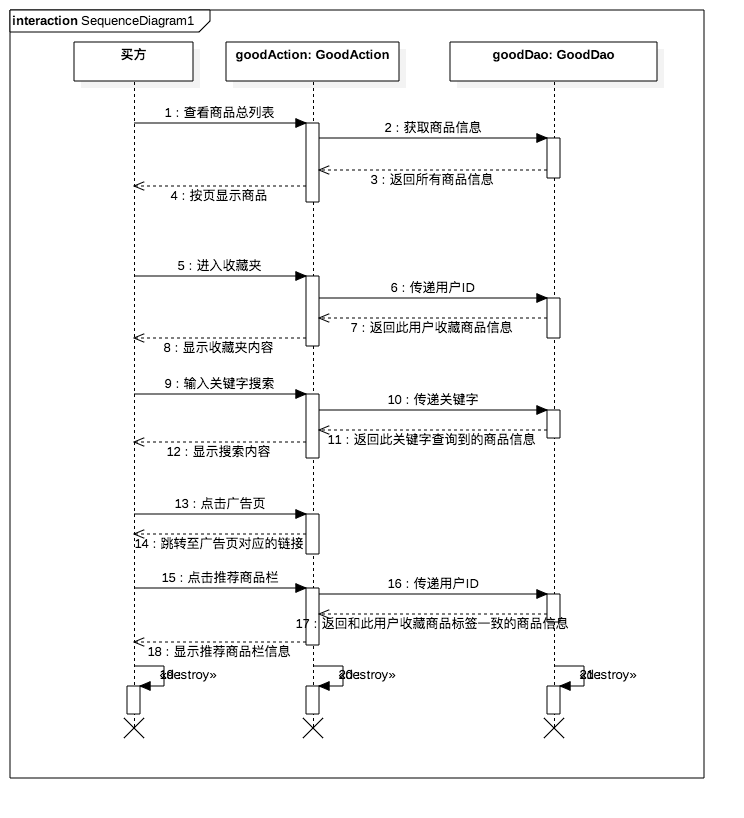 interaction SequenceDiagram1
买方
goodAction: GoodAction
goodDao: GoodDao
1 : 查看商品总列表
2 : 获取商品信息
3 : 返回所有商品信息
4 : 按页显示商品
5 : 进入收藏夹
6 : 传递用户ID
7 : 返回此用户收藏商品信息
8 : 显示收藏夹内容
9 : 输入关键字搜索
10 : 传递关键字
11 : 返回此关键字查询到的商品信息
12 : 显示搜索内容
13 : 点击广告页
14 : 跳转至广告页对应的链接
15 : 点击推荐商品栏
16 : 传递用户ID
17 : 返回和此用户收藏商品标签一致的商品信息
18 : 显示推荐商品栏信息
19 : «destroy»
20 : «destroy»
21 : «destroy»